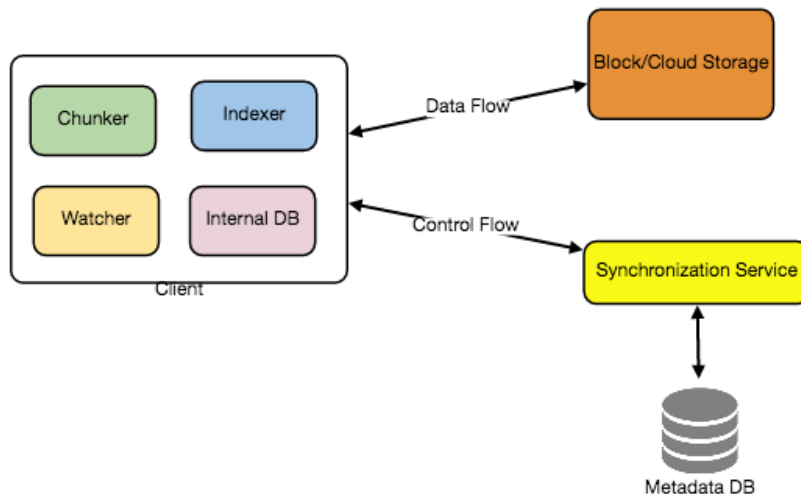 Block/Cloud Storage
Chunker
Indexer
Data Flow
Watcher
Internal DB
Control Flow
Client
Synchronization Service
Metadata DB